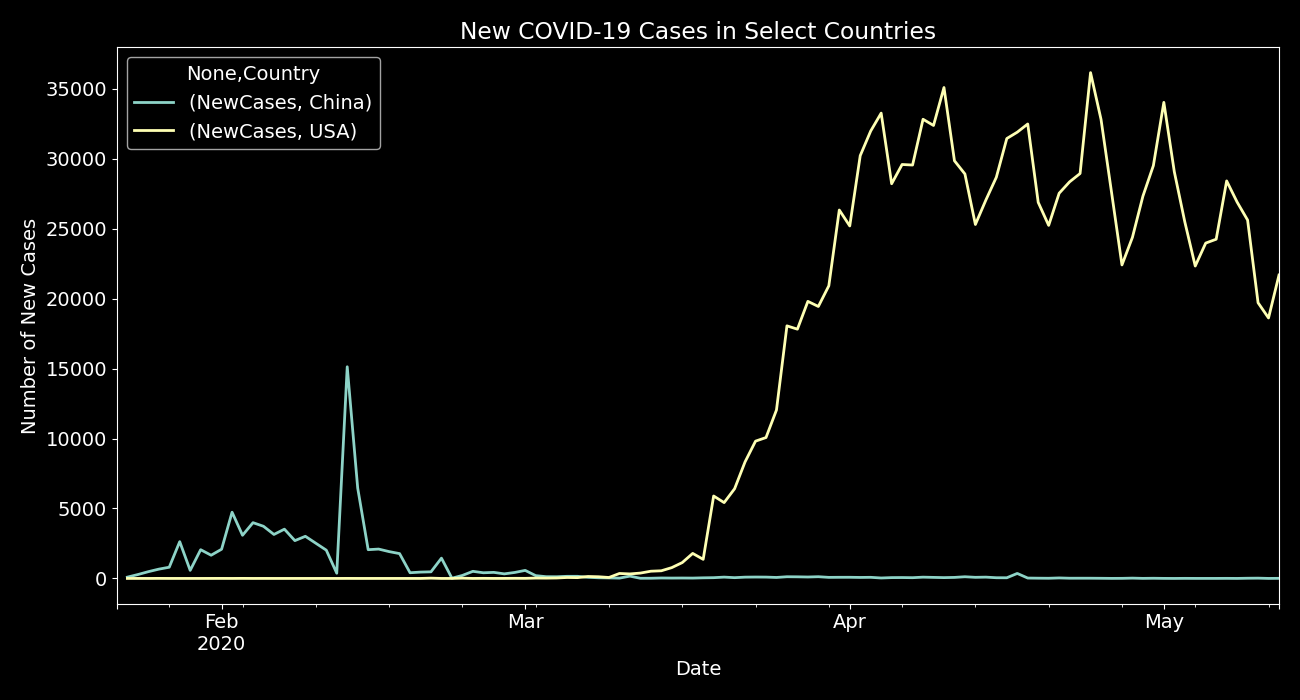 New COVID-19 Cases in Select Countries
None,Country
(NewCases, China)
(NewCases, USA)
Number of New Cases
35000
30000
25000
20000
15000
10000
5000
0
Feb Mar Apr May
2020
Date